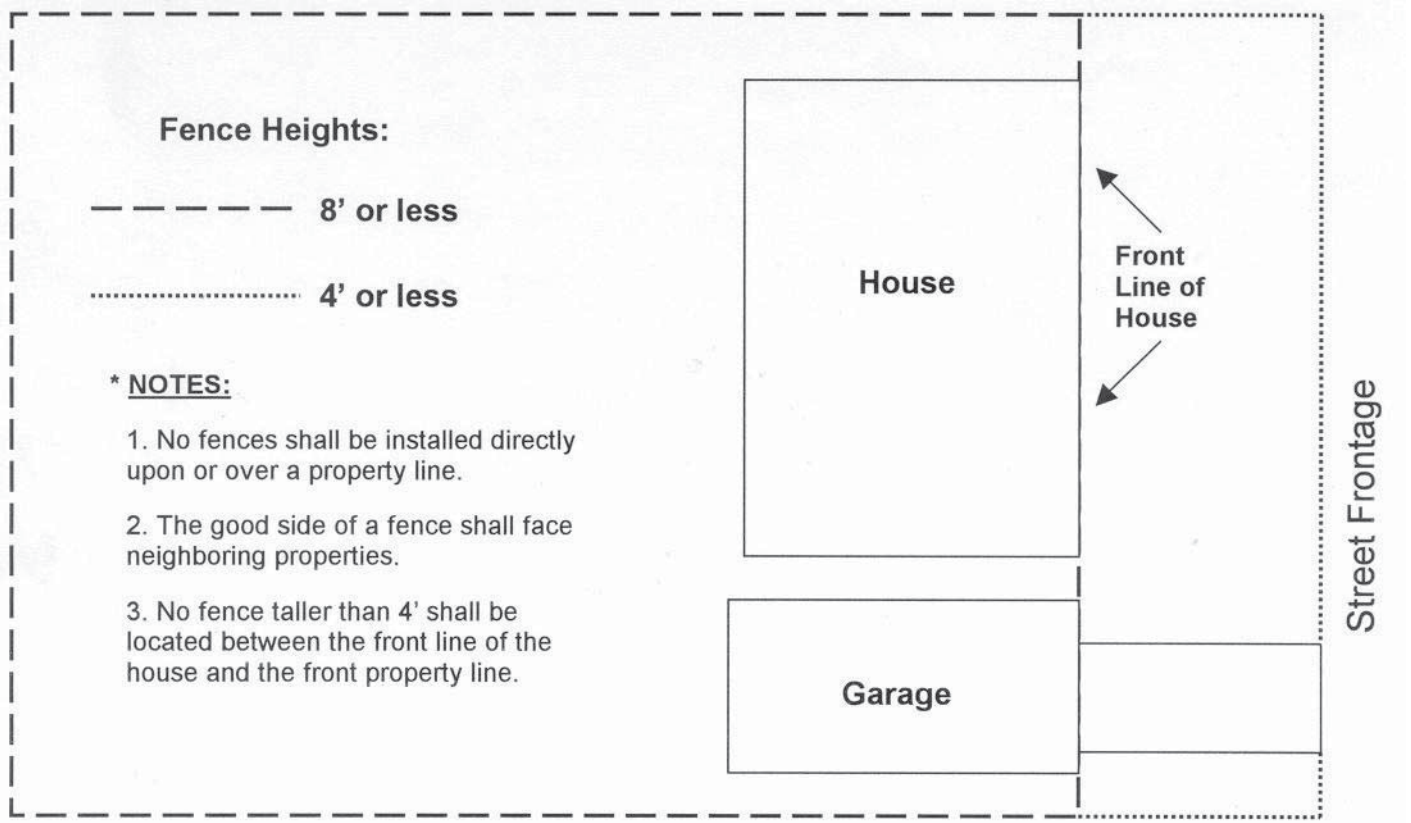 Fence Heights:
8’ or less
4’ or less
* NOTES:
1. No fences shall be installed directly
upon or over a property line.
2. The good side of a fence shall face
neighboring properties.
3. No fence taller than 4’ shall be
located between the front line of the
house and the front property line.
House
Garage
Front
Line of
House
Street Frontage